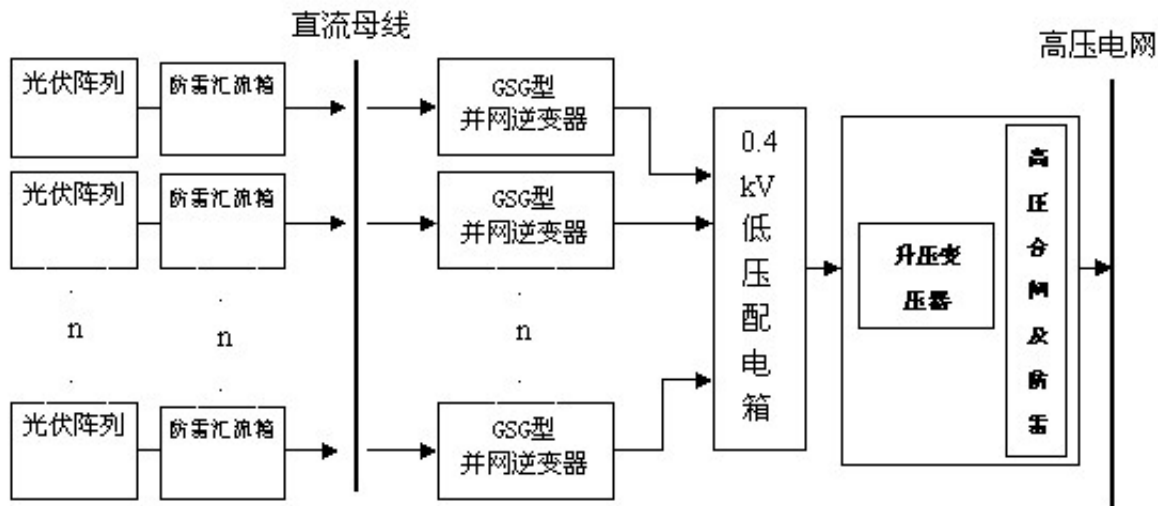 直流母线
高压电网
光伏阵列
防雷汇流箱
GSG型
并网逆变器
光伏阵列
防雷汇流箱
GSG型
并网逆变器
n
n
n
光伏阵列
防雷汇流箱
GSG型
并网逆变器
0.4
kV
低
压
配
电
箱
升压变
压器
高
压
合
闸
及
防
雷